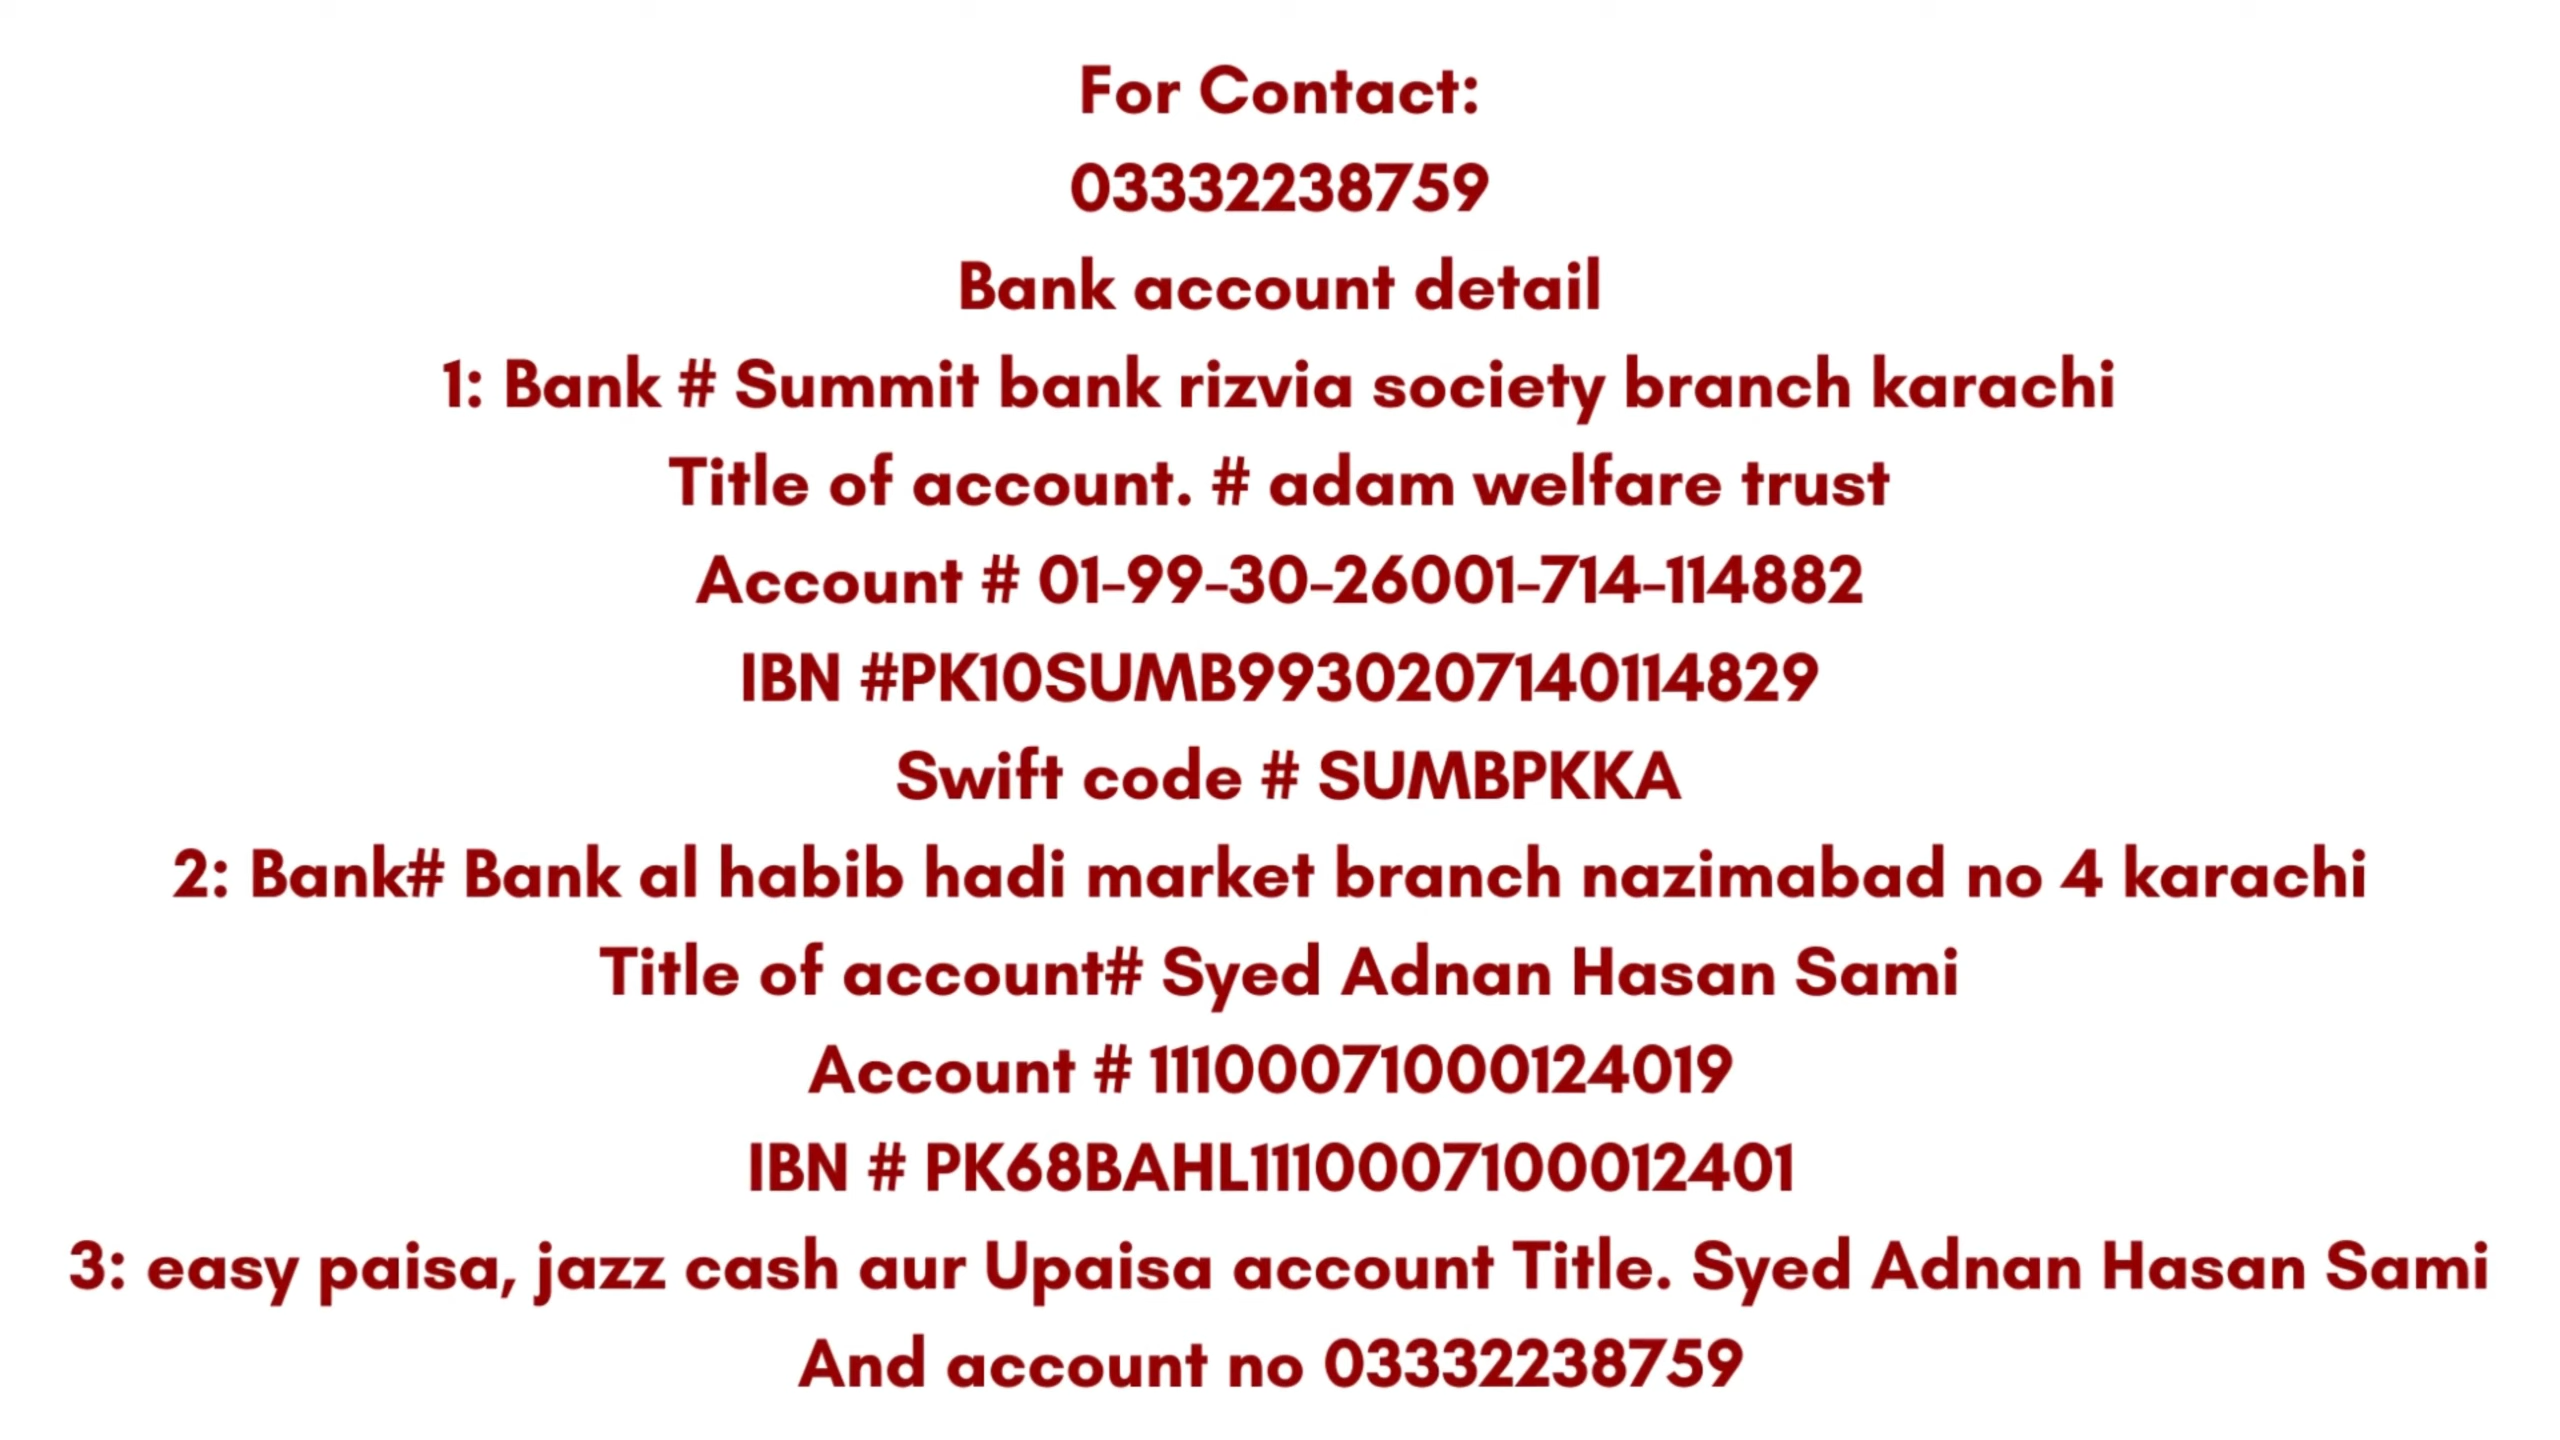 For Contact:
03332238759
Bank account detail
1: Bank # Summit bank rizvia society branch karachi
Title of account. # adam welfare trust
Account # 01-99-30-26001-714-114882
IBN #PK10SUMB9930207140114829
Swift code # SUMBPKKA
2: Bank# Bank al habib hadi market branch nazimabad no 4 karachi
Title of account# Syed Adnan Hasan Sami
Account # 11100071000124019
IBN # PK68BAHL1110007100012401
3: easy paisa, jazz cash aur Upaisa account Title. Syed Adnan Hasan Sami
And account no 03332238759